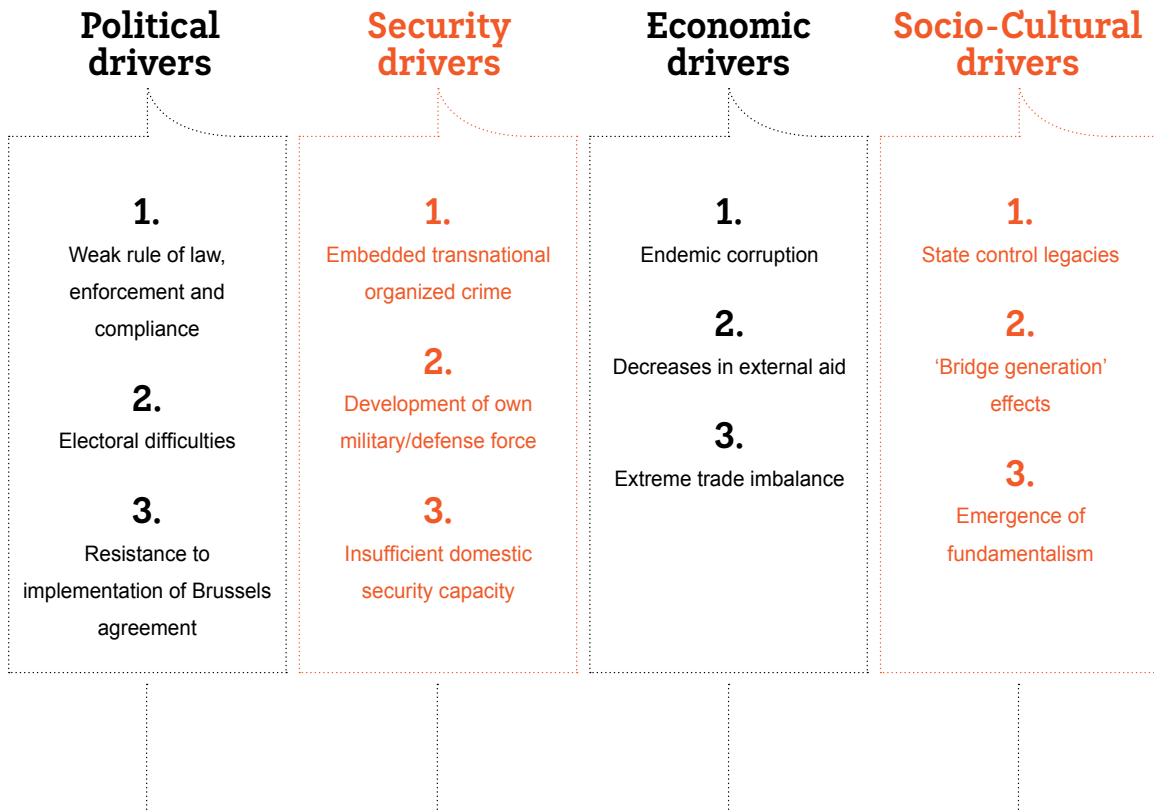 Political
drivers
1.
Weak rule of law,
enforcement and
compliance
2.
Electoral difficulties
3.
Resistance to
implementation of Brussels
agreement
Security
drivers
1.
Embedded transnational
organized crime
2.
Development of own
military/defense force
3.
Insufficient domestic
security capacity
Economic
drivers
1.
Endemic corruption
2.
Decreases in external aid
3.
Extreme trade imbalance
Socio-Cultural
drivers
1.
State control legacies
2.
‘Bridge generation’
effects
3.
Emergence of
fundamentalism